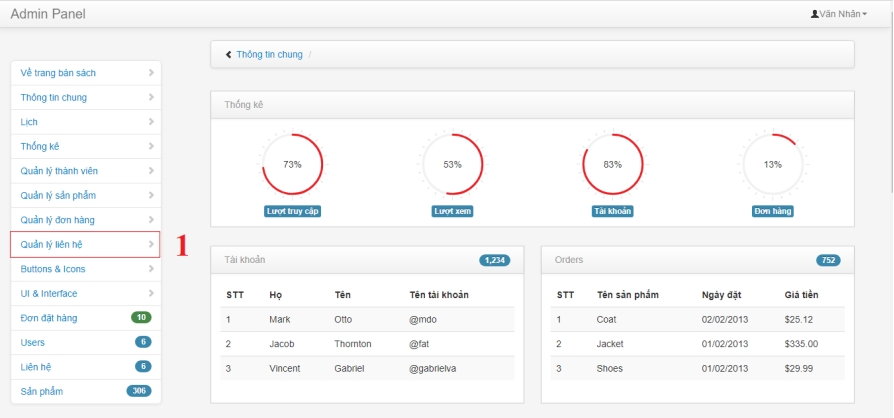 Admin Panel
Văn Nhân
Thông tin chung /
Về trang bán sách
Thông tin chung
Lịch
Thống kê
Quản lý thành viên
Quản lý sản phẩm
Quản lý đơn hàng
Quản lý liên hệ
1
Buttons & Icons
UI & Interface
Đơn đặt hàng 10
Users 6
Liên hệ 6
Sản phẩm 306
Thống kê
73% 53% 83% 13%
Lượt truy cập Lượt xem Tài khoản Đơn hàng
Tài khoản 1,234
STT Họ Tên Tên tài khoản
1 Mark Otto @mdo
2 Jacob Thornton @fat
3 Vincent Gabriel @gabrielva
Orders 752
STT Tên sản phẩm Ngày đặt Giá tiền
1 Coat 02/02/2013 $25.12
2 Jacket 01/02/2013 $335.00
3 Shoes 01/02/2013 $29.99